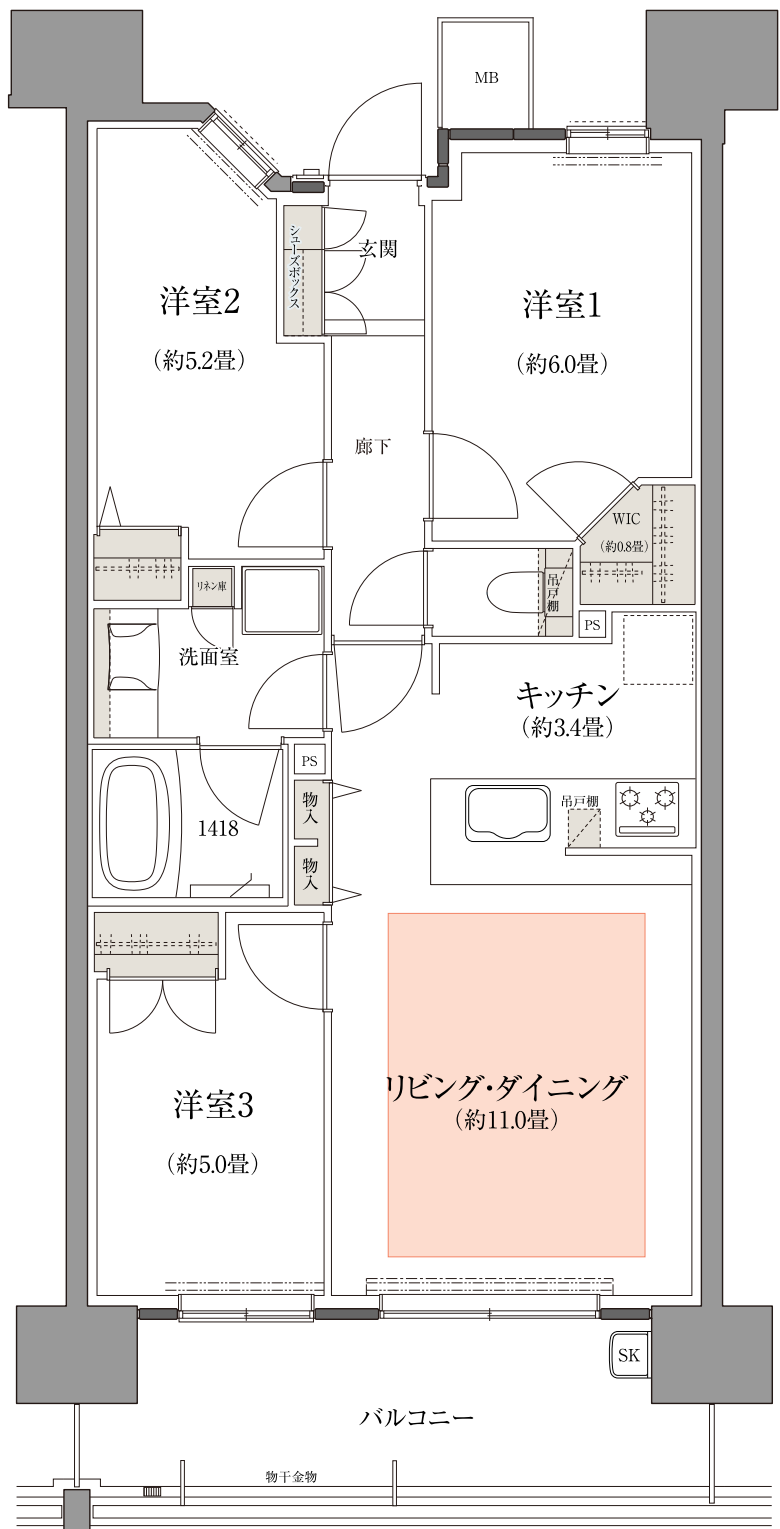 MB
シューズボックス
玄関
洋室2
(約5.2畳)
洋室1
(約6.0畳)
廊下
WIC
(約0.8畳)
吊戸棚
リネン庫
PS
洗面室
キッチン
(約3.4畳)
PS
物入
吊戸棚
1418
物入
リビング・ダイニング
(約11.0畳)
洋室3
(約5.0畳)
SK
バルコニー
物干金物